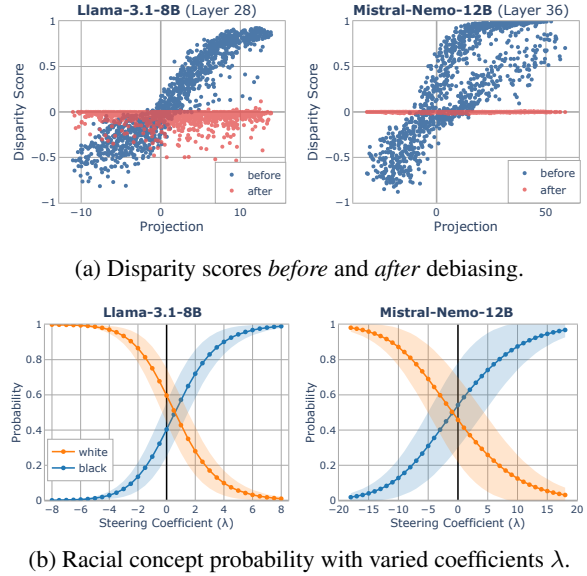 Llama-3.1-8B (Layer 28)
Mistral-Nemo-12B (Layer 36)
Disparity Score
1
0.5
0
−0.5
−1
before
after
−10
0
10
Projection
Disparity Score
1
0.5
0
−0.5
−1
before
after
0
50
Projection
(a) Disparity scores before and after debiasing.
Llama-3.1-8B
Mistral-Nemo-12B
Probability
1
0.8
0.6
0.4
0.2
0
white
black
−8 −6 −4 −2 0 2 4 6 8
Steering Coefficient (λ)
Probability
1
0.8
0.6
0.4
0.2
0
−20 −15 −10 −5 0 5 10 15 20
Steering Coefficient (λ)
(b) Racial concept probability with varied coefficients λ.